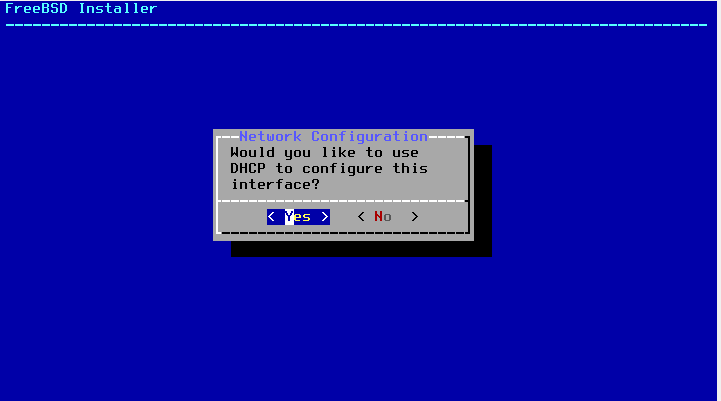 FreeBSD Installer
Network Configuration
Would you like to use
DHCP to configure this
interface?
< Yes > < No >